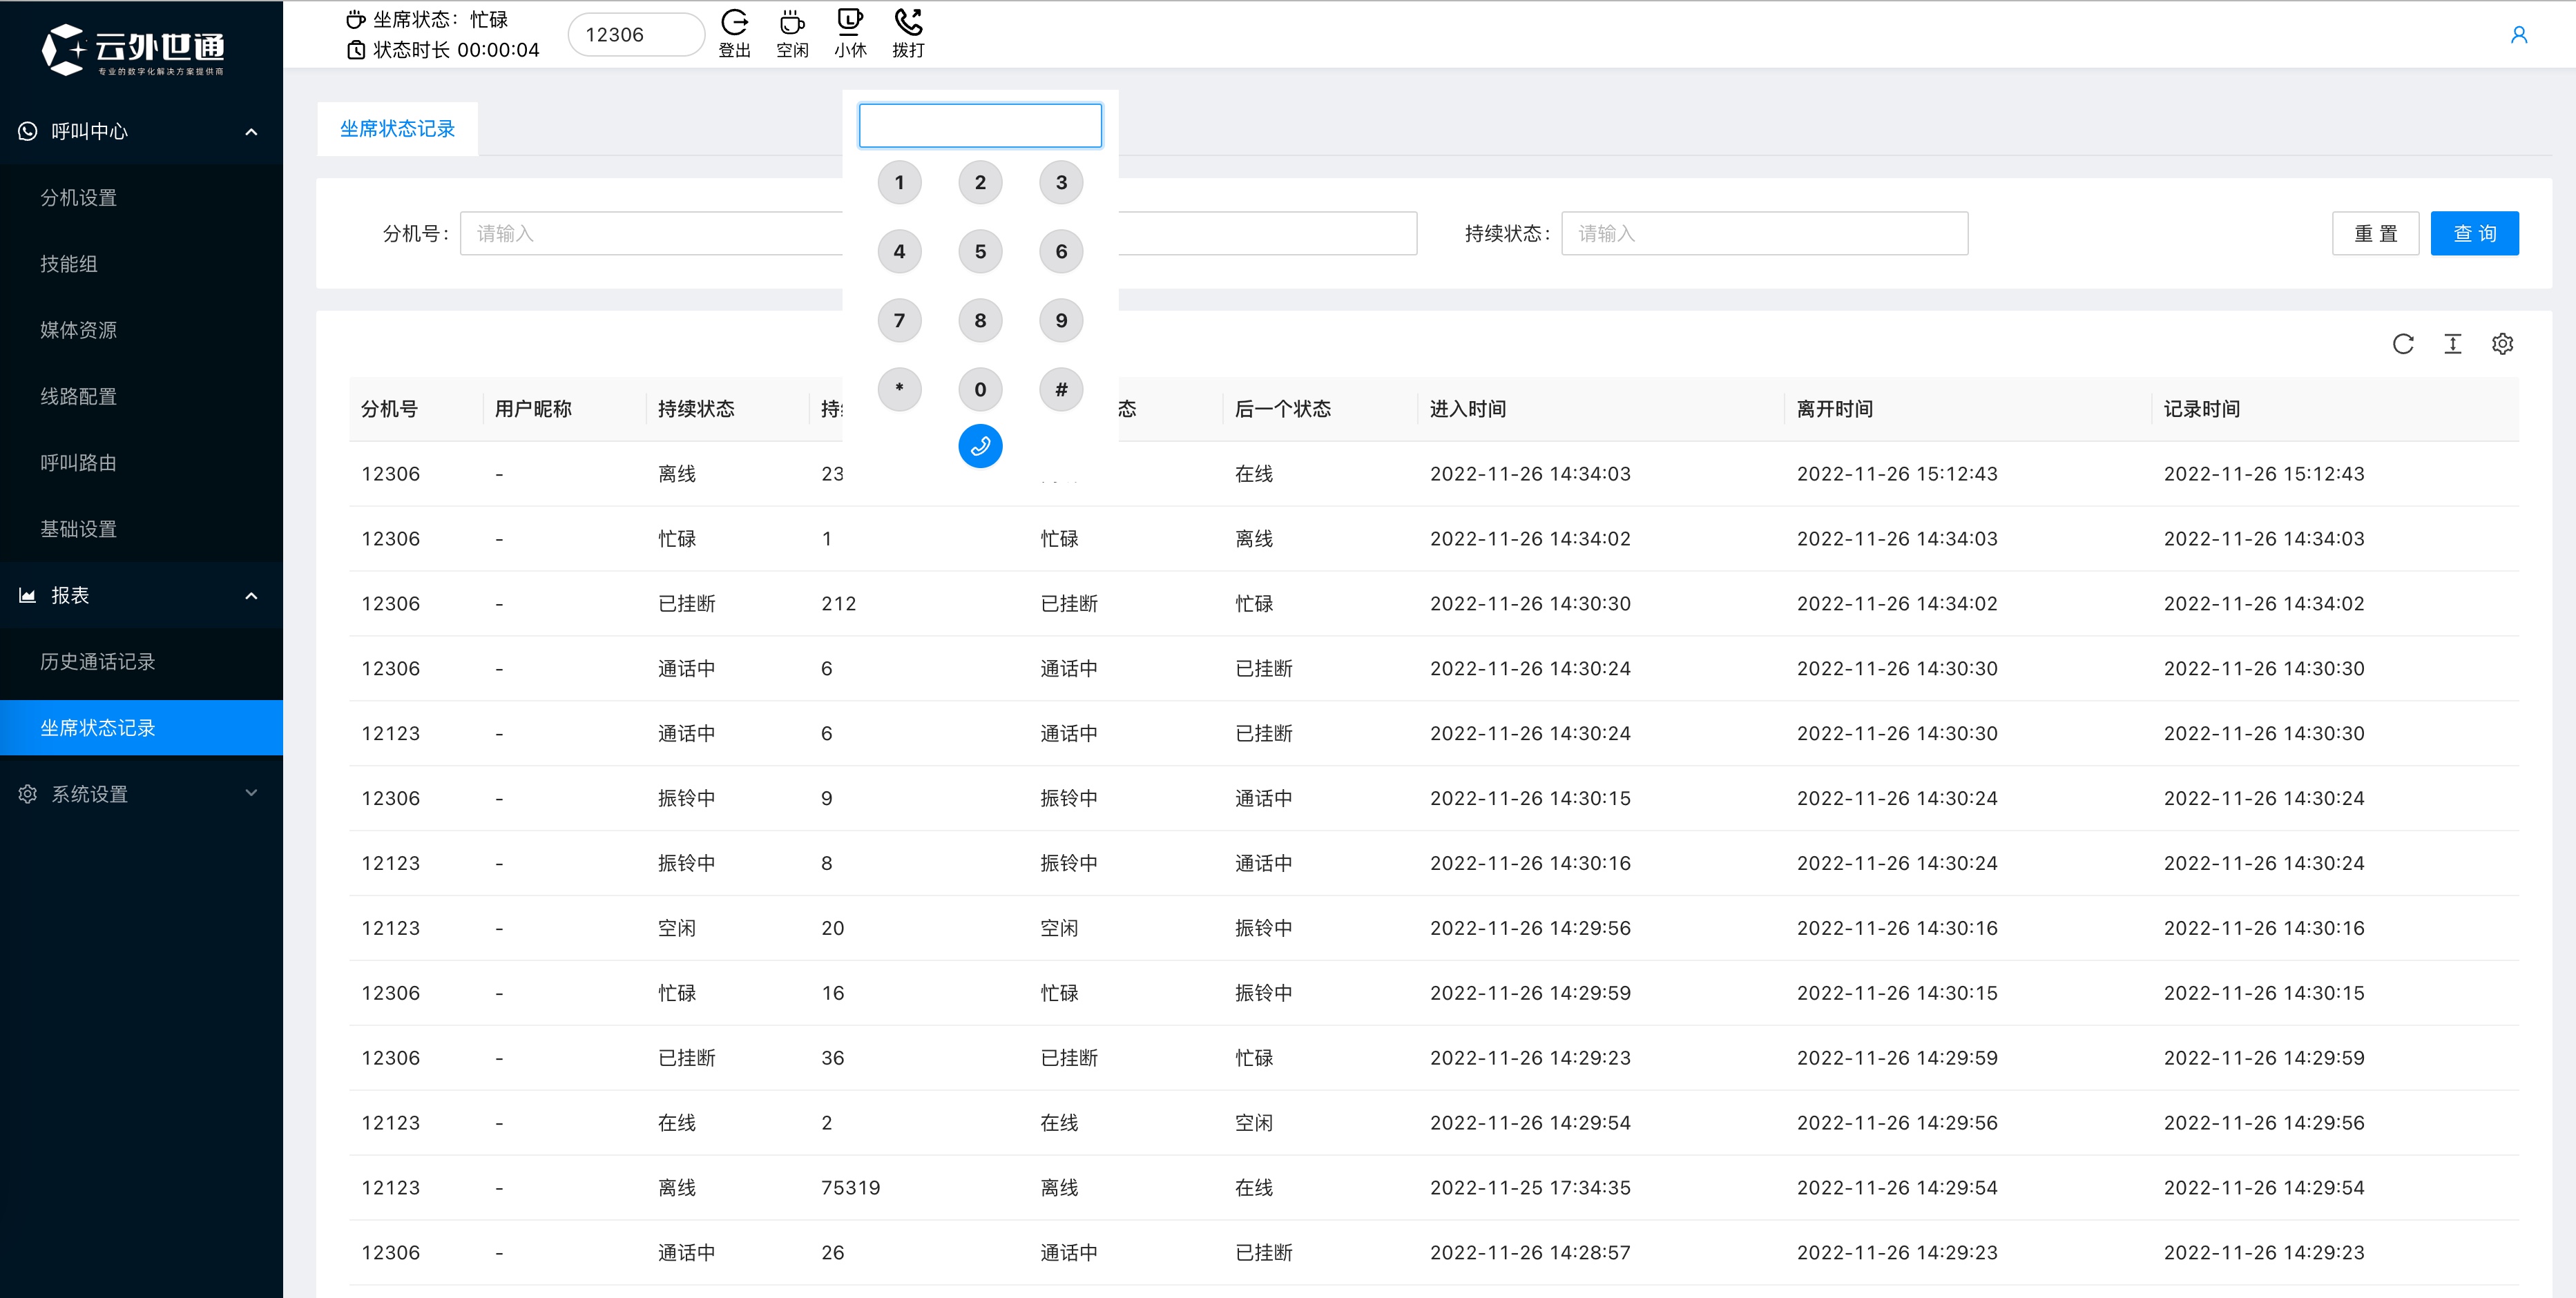 云外世通
专业的数字化解决方案提供商
呼叫中心
分机设置
技能组
媒体资源
线路配置
呼叫路由
基础设置
报表
历史通话记录
坐席状态记录
系统设置
坐席状态: 忙碌
状态时长 00:00:04
12306
登出
空闲
小休
拨打
坐席状态记录
1 2 3
4 5 6
7 8 9
* 0 #
分机号: 请输入
持续状态: 请输入
重置 查询
分机号 用户昵称 持续状态 持 态 后一个状态 进入时间 离开时间 记录时间
12306 - 离线 23 在线 2022-11-26 14:34:03 2022-11-26 15:12:43 2022-11-26 15:12:43
12306 - 忙碌 1 忙碌 离线 2022-11-26 14:34:02 2022-11-26 14:34:03 2022-11-26 14:34:03
12306 - 已挂断 212 已挂断 忙碌 2022-11-26 14:30:30 2022-11-26 14:34:02 2022-11-26 14:34:02
12306 - 通话中 6 通话中 已挂断 2022-11-26 14:30:24 2022-11-26 14:30:30 2022-11-26 14:30:30
12123 - 通话中 6 通话中 已挂断 2022-11-26 14:30:24 2022-11-26 14:30:30 2022-11-26 14:30:30
12306 - 振铃中 9 振铃中 通话中 2022-11-26 14:30:15 2022-11-26 14:30:24 2022-11-26 14:30:24
12123 - 振铃中 8 振铃中 通话中 2022-11-26 14:30:16 2022-11-26 14:30:24 2022-11-26 14:30:24
12123 - 空闲 20 空闲 振铃中 2022-11-26 14:29:56 2022-11-26 14:30:16 2022-11-26 14:30:16
12306 - 忙碌 16 忙碌 振铃中 2022-11-26 14:29:59 2022-11-26 14:30:15 2022-11-26 14:30:15
12306 - 已挂断 36 已挂断 忙碌 2022-11-26 14:29:23 2022-11-26 14:29:59 2022-11-26 14:29:59
12123 - 在线 2 在线 空闲 2022-11-26 14:29:54 2022-11-26 14:29:56 2022-11-26 14:29:56
12123 - 离线 75319 离线 在线 2022-11-25 17:34:35 2022-11-26 14:29:54 2022-11-26 14:29:54
12306 - 通话中 26 通话中 已挂断 2022-11-26 14:28:57 2022-11-26 14:29:23 2022-11-26 14:29:23